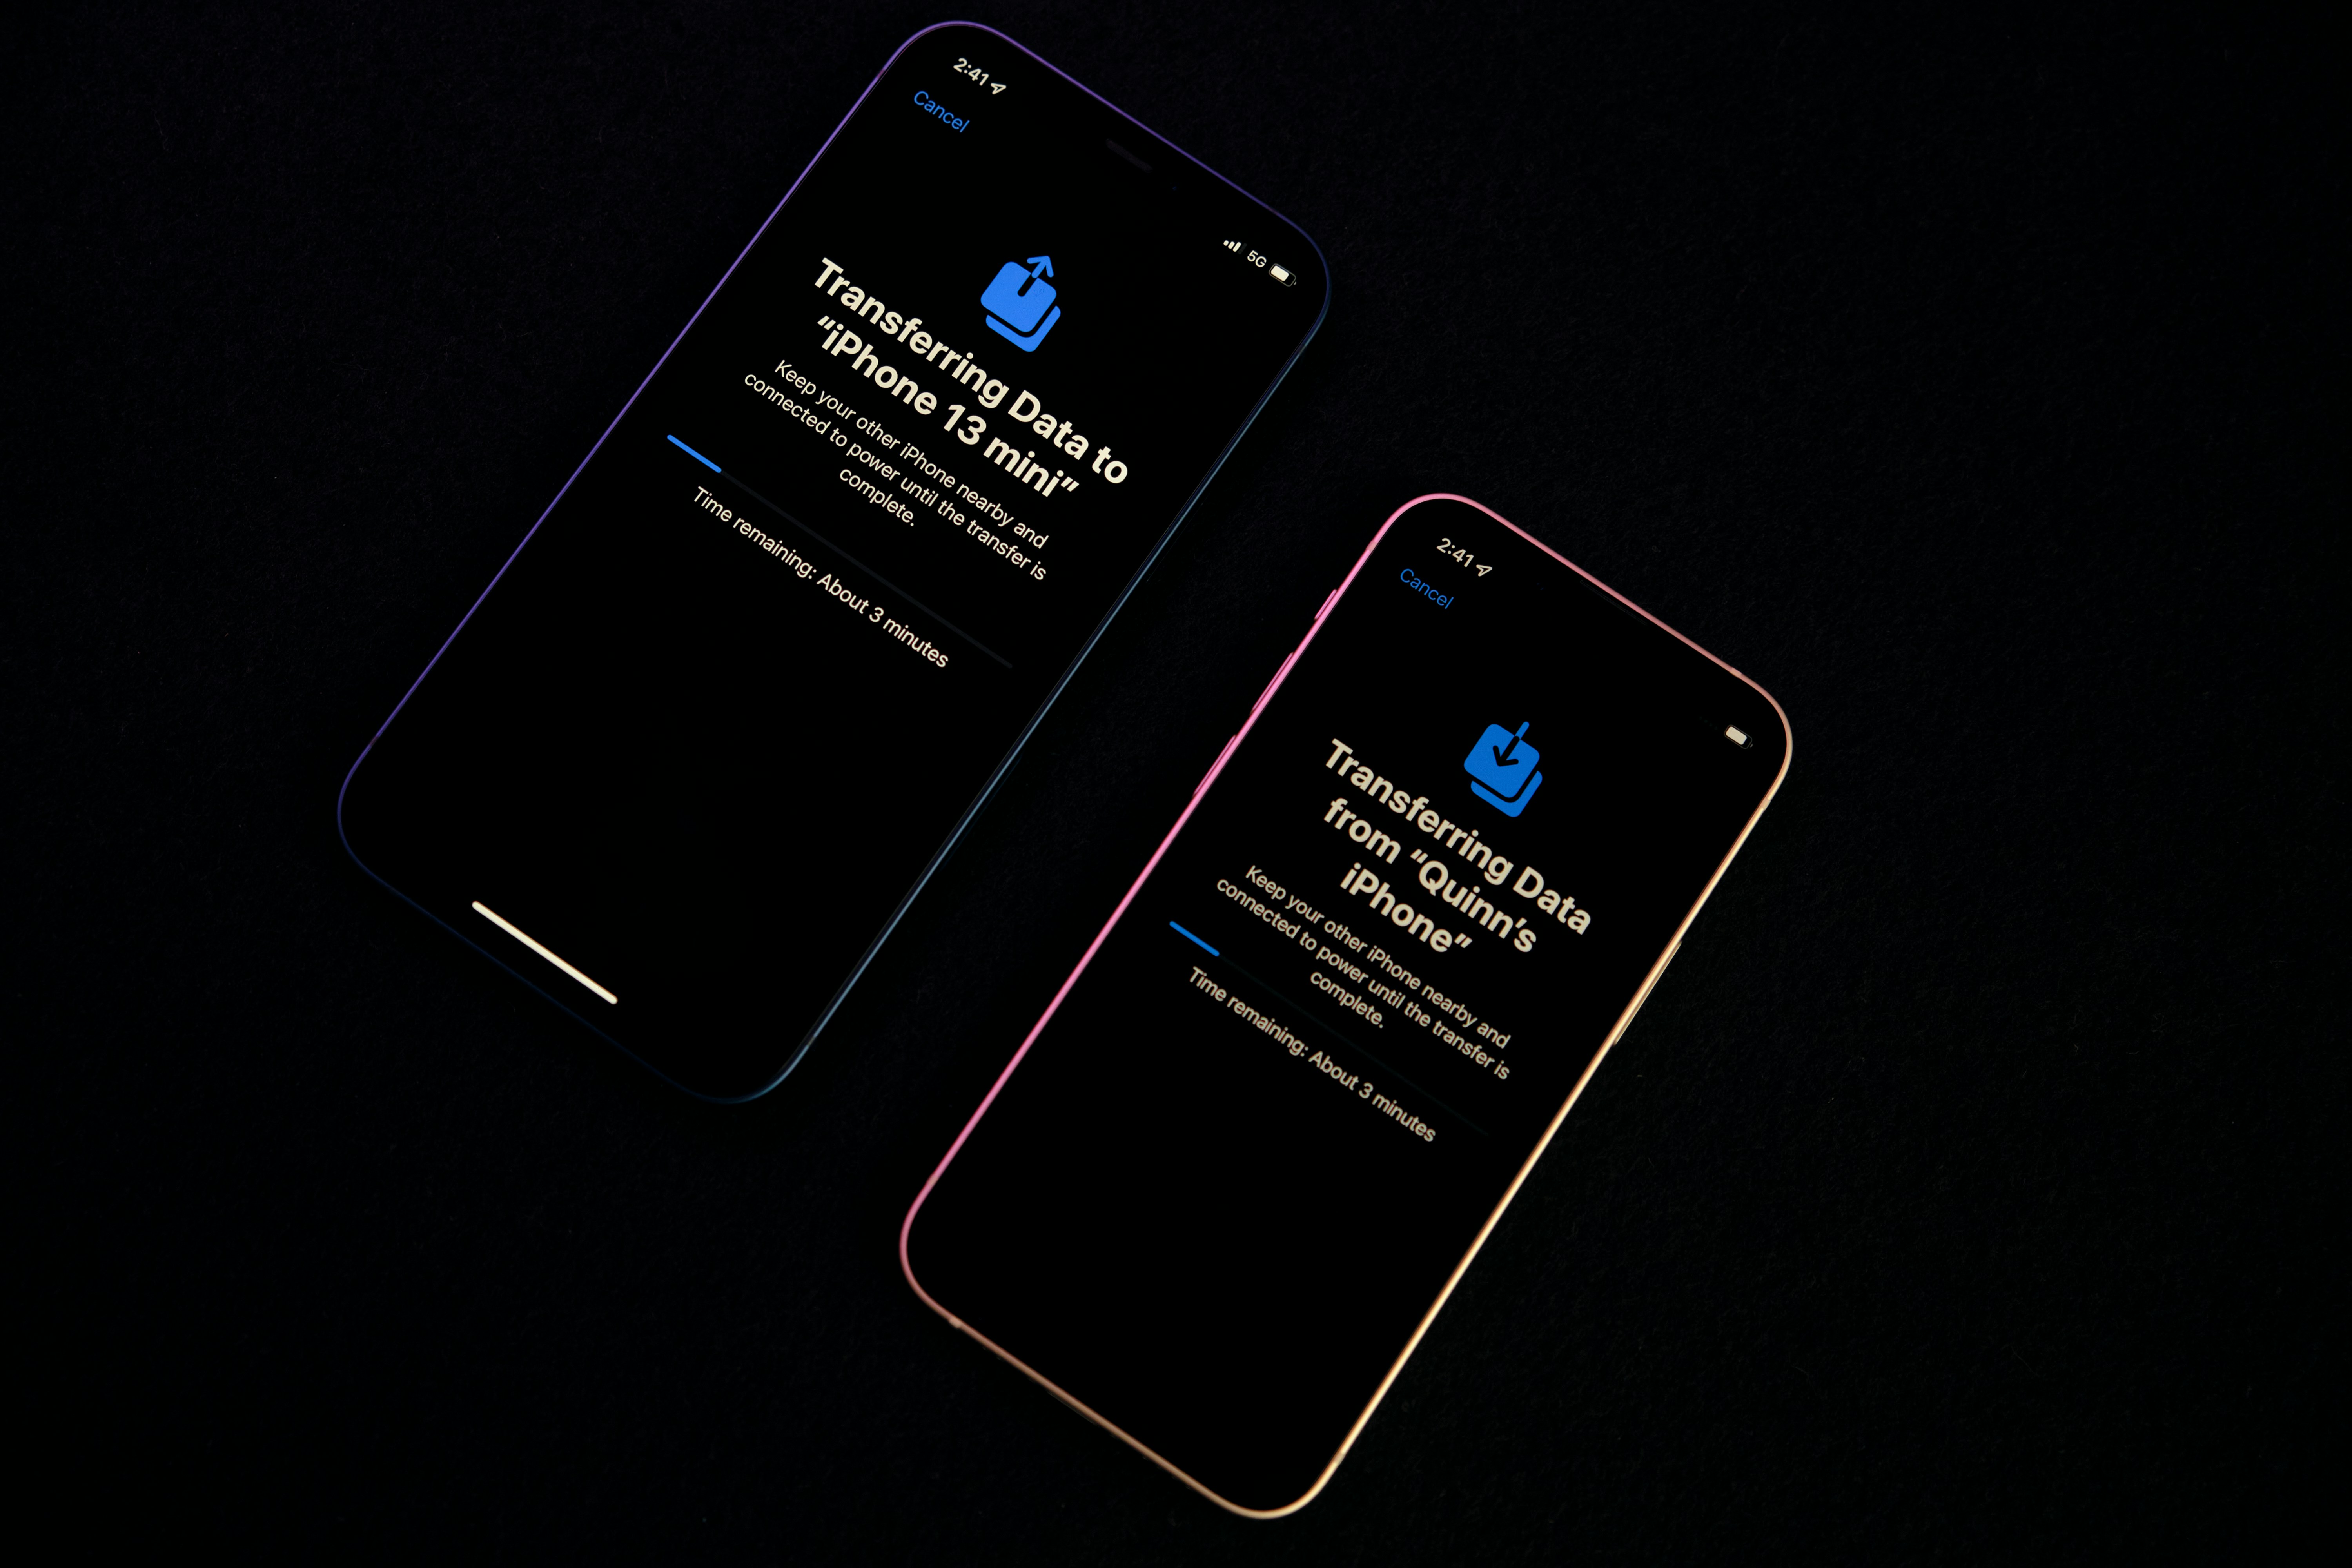 2:41
Cancel
5G
Transferring Data to
“iPhone 13 mini”
Keep your other iPhone nearby and
connected to power until the transfer is
complete.
Time remaining: About 3 minutes
2:41
Cancel
Transferring Data
from “Quinn’s
iPhone”
Keep your other iPhone nearby and
connected to power until the transfer is
complete.
Time remaining: About 3 minutes